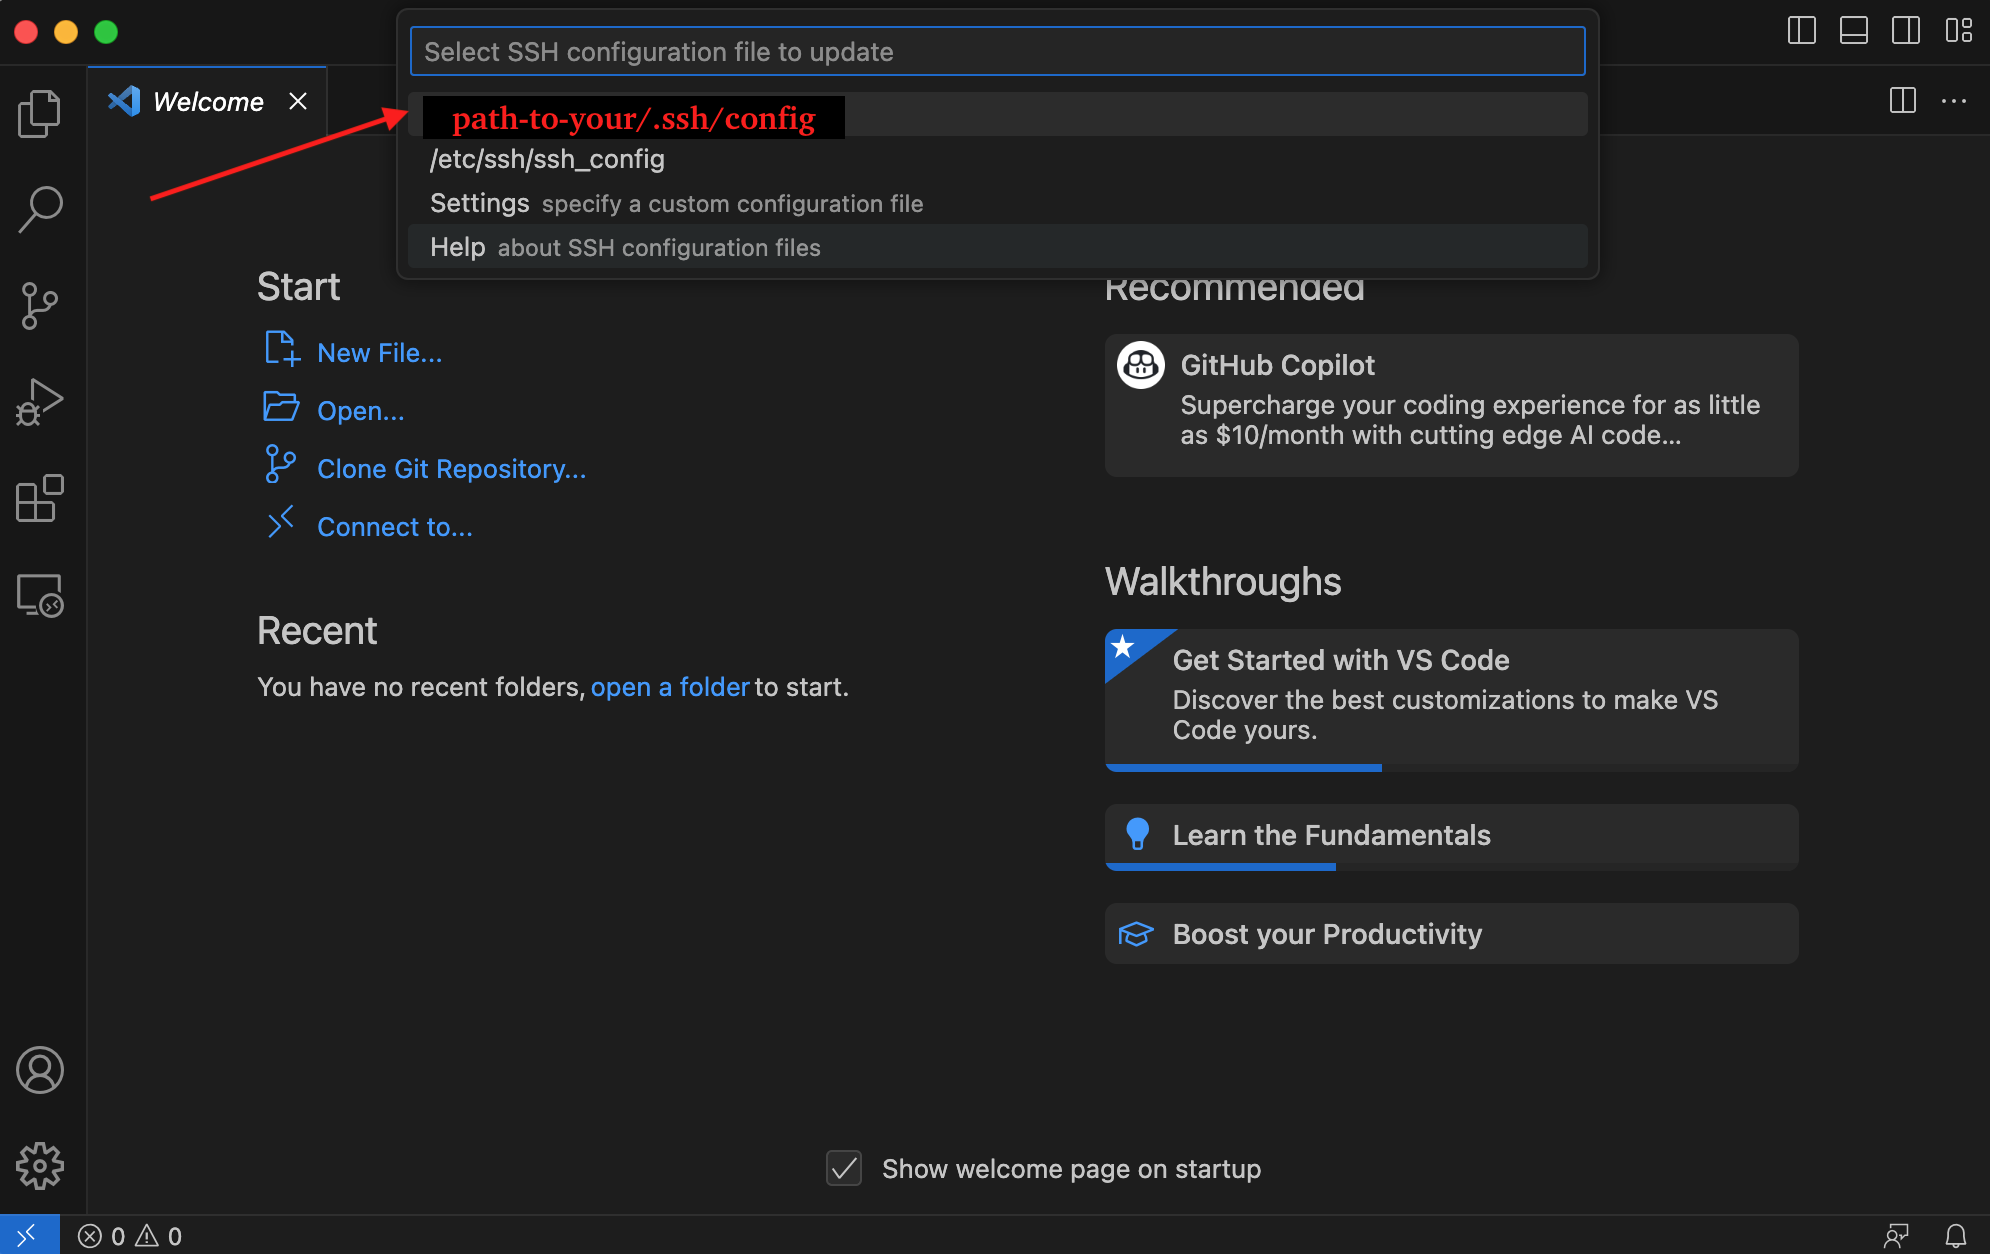 Select SSH configuration file to update
Welcome
path-to-your/.ssh/config
/etc/ssh/ssh_config
Settings specify a custom configuration file
Help about SSH configuration files
Start
New File...
Open...
Clone Git Repository...
Connect to...
Recent
You have no recent folders, open a folder to start.
Recommended
GitHub Copilot
Supercharge your coding experience for as little
as $10/month with cutting edge AI code...
Walkthroughs
Get Started with VS Code
Discover the best customizations to make VS
Code yours.
Learn the Fundamentals
Boost your Productivity
Show welcome page on startup
0 0